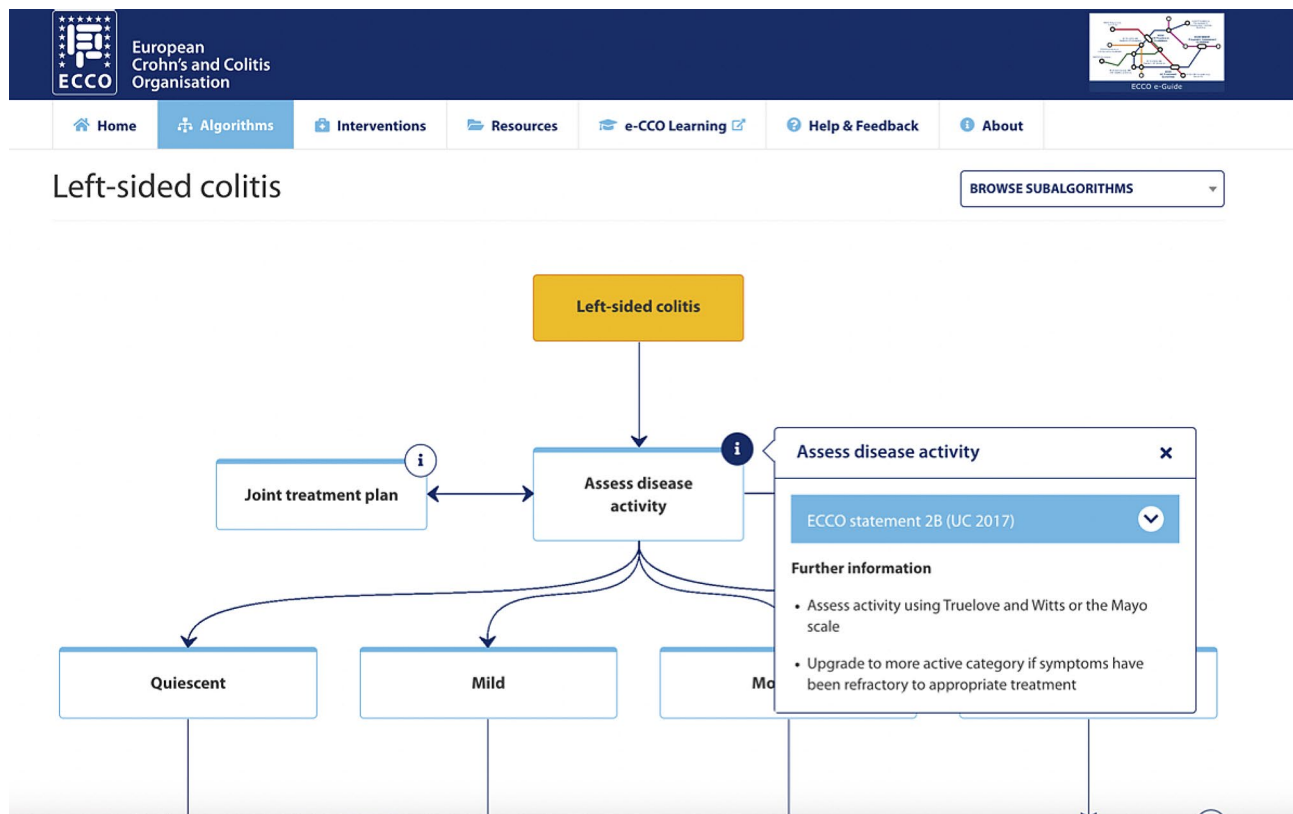 ECCO
European
Crohn's and Colitis
Organisation
ECCO e-Guide
Home
Algorithms
Interventions
Resources
e-CCO Learning
Help & Feedback
About
Left-sided colitis
BROWSE SUBALGORITHMS
Left-sided colitis
Joint treatment plan
i
Assess disease
activity
i
Assess disease activity
ECCO statement 2B (UC 2017)
Further information
• Assess activity using Truelove and Witts or the Mayo
scale
• Upgrade to more active category if symptoms have
been refractory to appropriate treatment
Quiescent
Mild
Mo